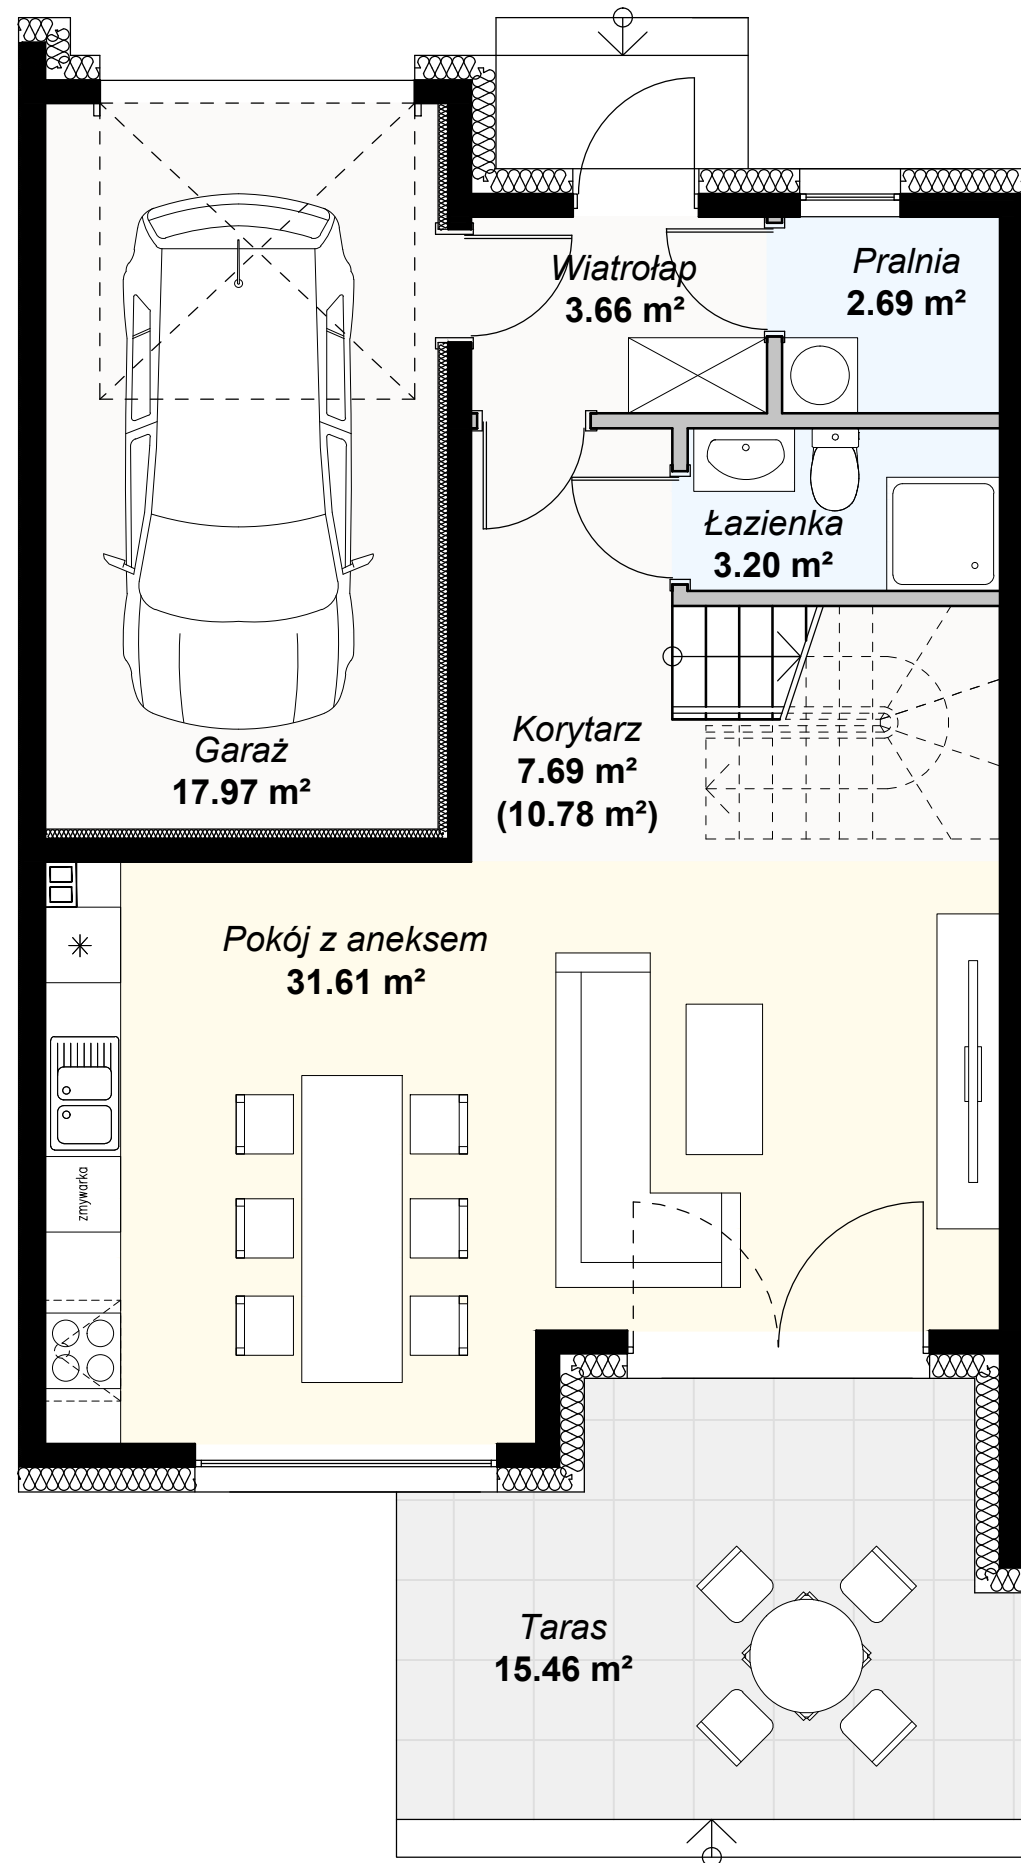 Wiatrołap
3.66 m²
Pralnia
2.69 m²
Łazienka
3.20 m²
Garaż
17.97 m²
Korytarz
7.69 m²
(10.78 m²)
Pokój z aneksem
31.61 m²
zmywarka
Taras
15.46 m²